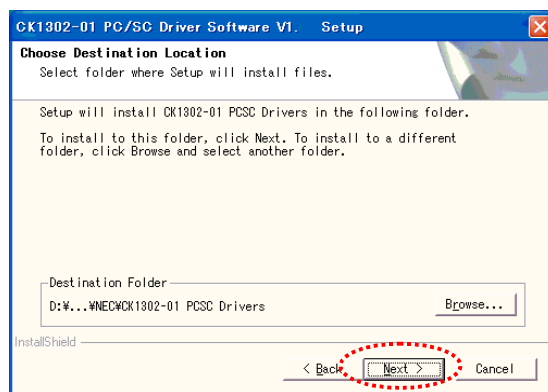 CK1302-01 PC/SC Driver Software V1. Setup
Choose Destination Location
Select folder where Setup will install files.
Setup will install CK1302-01 PCSC Drivers in the following folder.
To install to this folder, click Next. To install to a different
folder, click Browse and select another folder.
Destination Folder
D:¥...¥NEC¥CK1302-01 PCSC Drivers
Browse...
InstallShield
< Back
Next >
Cancel